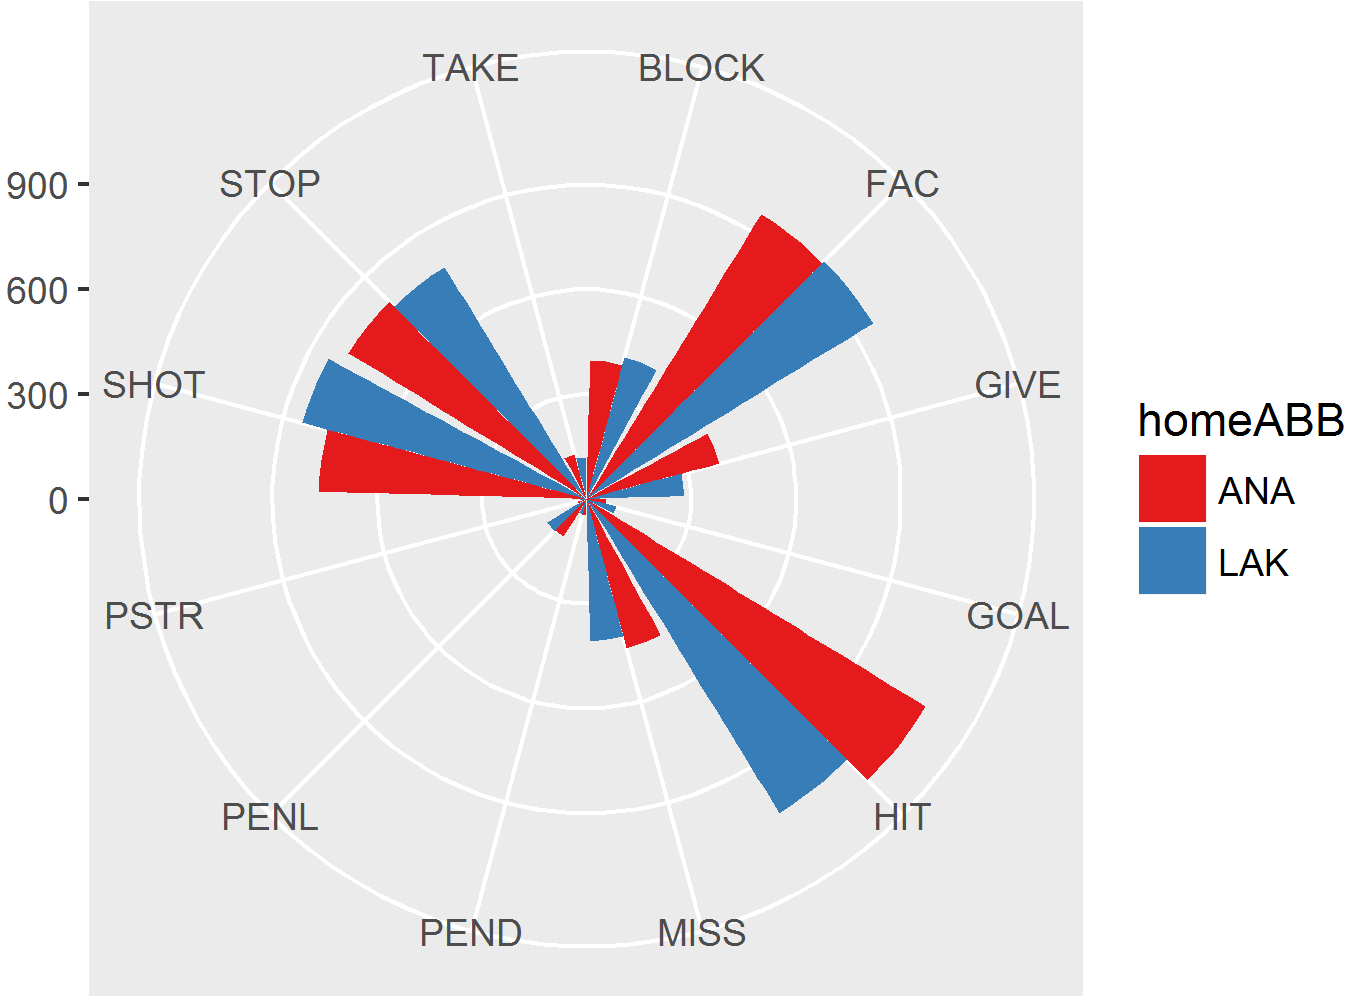 TAKE
BLOCK
STOP
FAC
900
600
300
0
SHOT
GIVE
PSTR
GOAL
PENL
HIT
PEND
MISS
homeABB
ANA
LAK